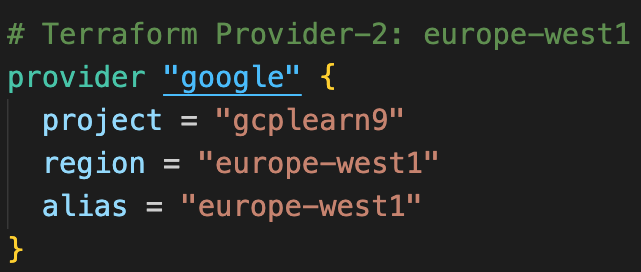 # Terraform Provider-2: europe-west1
provider "google" {
  project = "gcplearn9"
  region = "europe-west1"
  alias = "europe-west1"
}